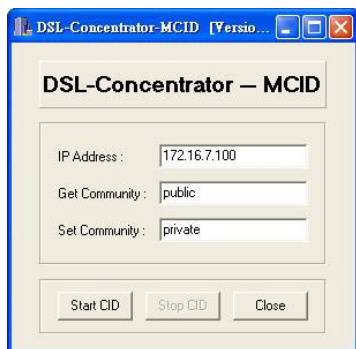 DSL-Concentrator-MCID [Versio...
DSL-Concentrator — MCID
IP Address : 172.16.7.100
Get Community : public
Set Community : private
Start CID Stop CID Close